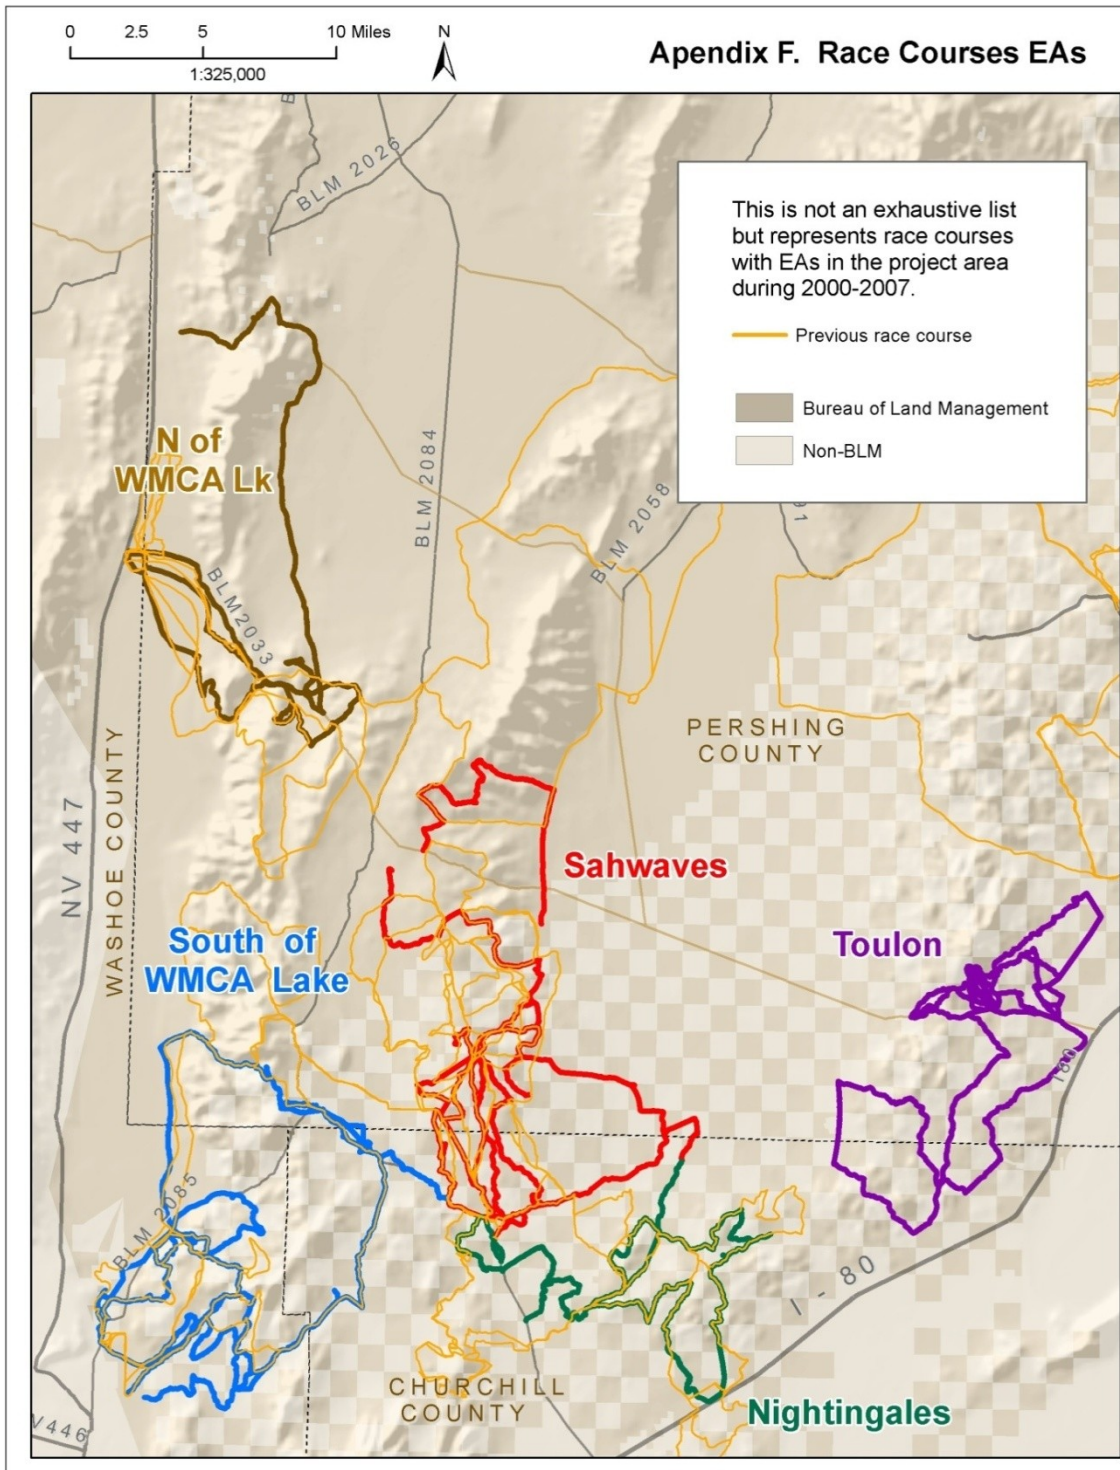 0 2.5 5 10 Miles
N
1:325,000
Apendix F. Race Courses EAs
B
BLM 2026
This is not an exhaustive list
but represents race courses
with EAs in the project area
during 2000-2007.
Previous race course
Bureau of Land Management
Non-BLM
N of
WMCA Lk
BLM 2084
BLM 2058
91
BLM2033
PERSHING
COUNTY
WASHOE COUNTY
NV 447
Sahwaves
South of
WMCA Lake
Toulon
I80
BLM 2085
I - 80
CHURCHILL
COUNTY
Nightingales
V446